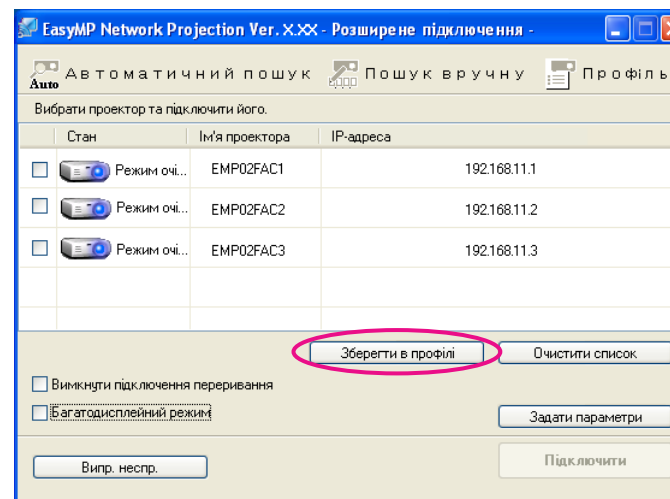 EasyMP Network Projection Ver. X.XX - Розширене підключення -
Auto Автоматичний пошук Пошук вручну Профіль
Вибрати проектор та підключити його.
Стан Ім'я проектора IP-адреса
Режим очі... EMP02FAC1 192.168.11.1
Режим очі... EMP02FAC2 192.168.11.2
Режим очі... EMP02FAC3 192.168.11.3
Зберегти в профілі Очистити список
Вимкнути підключення переривання
Багатодисплейний режим Задати параметри
Випр. неспр. Підключити